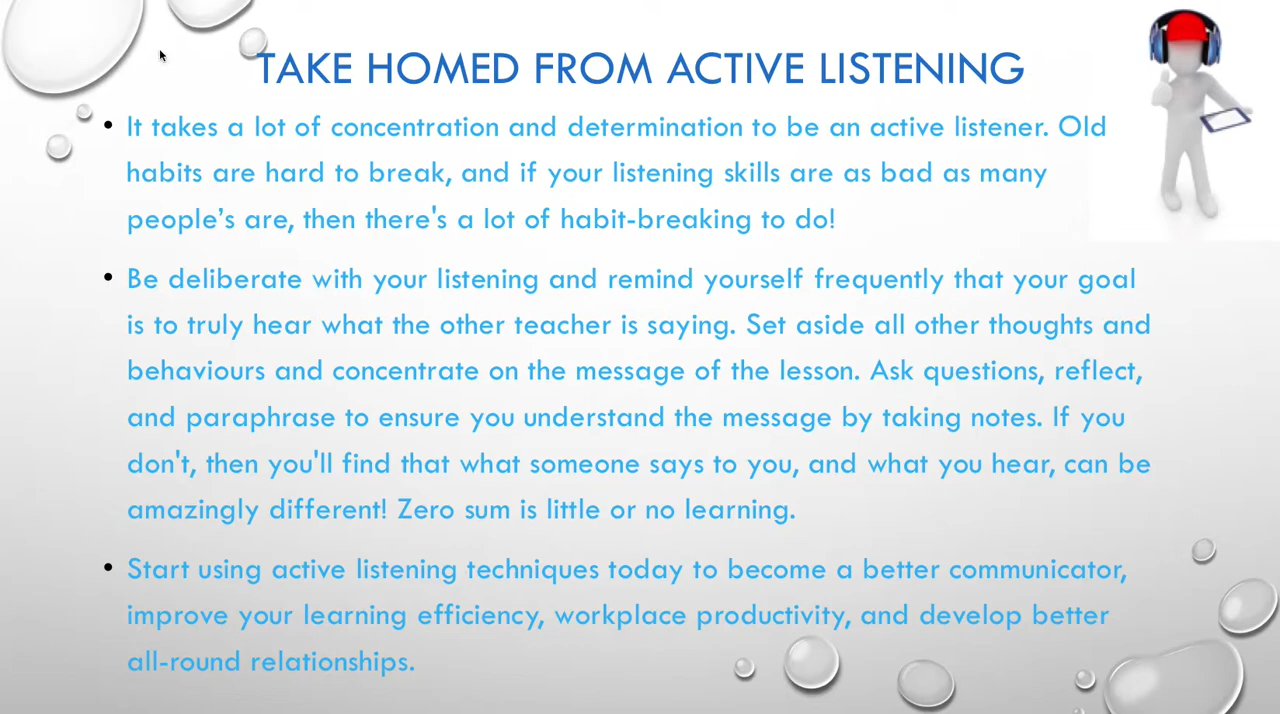 TAKE HOMED FROM ACTIVE LISTENING
• It takes a lot of concentration and determination to be an active listener. Old
habits are hard to break, and if your listening skills are as bad as many
people’s are, then there's a lot of habit-breaking to do!
• Be deliberate with your listening and remind yourself frequently that your goal
is to truly hear what the other teacher is saying. Set aside all other thoughts and
behaviours and concentrate on the message of the lesson. Ask questions, reflect,
and paraphrase to ensure you understand the message by taking notes. If you
don't, then you'll find that what someone says to you, and what you hear, can be
amazingly different! Zero sum is little or no learning.
• Start using active listening techniques today to become a better communicator,
improve your learning efficiency, workplace productivity, and develop better
all-round relationships.